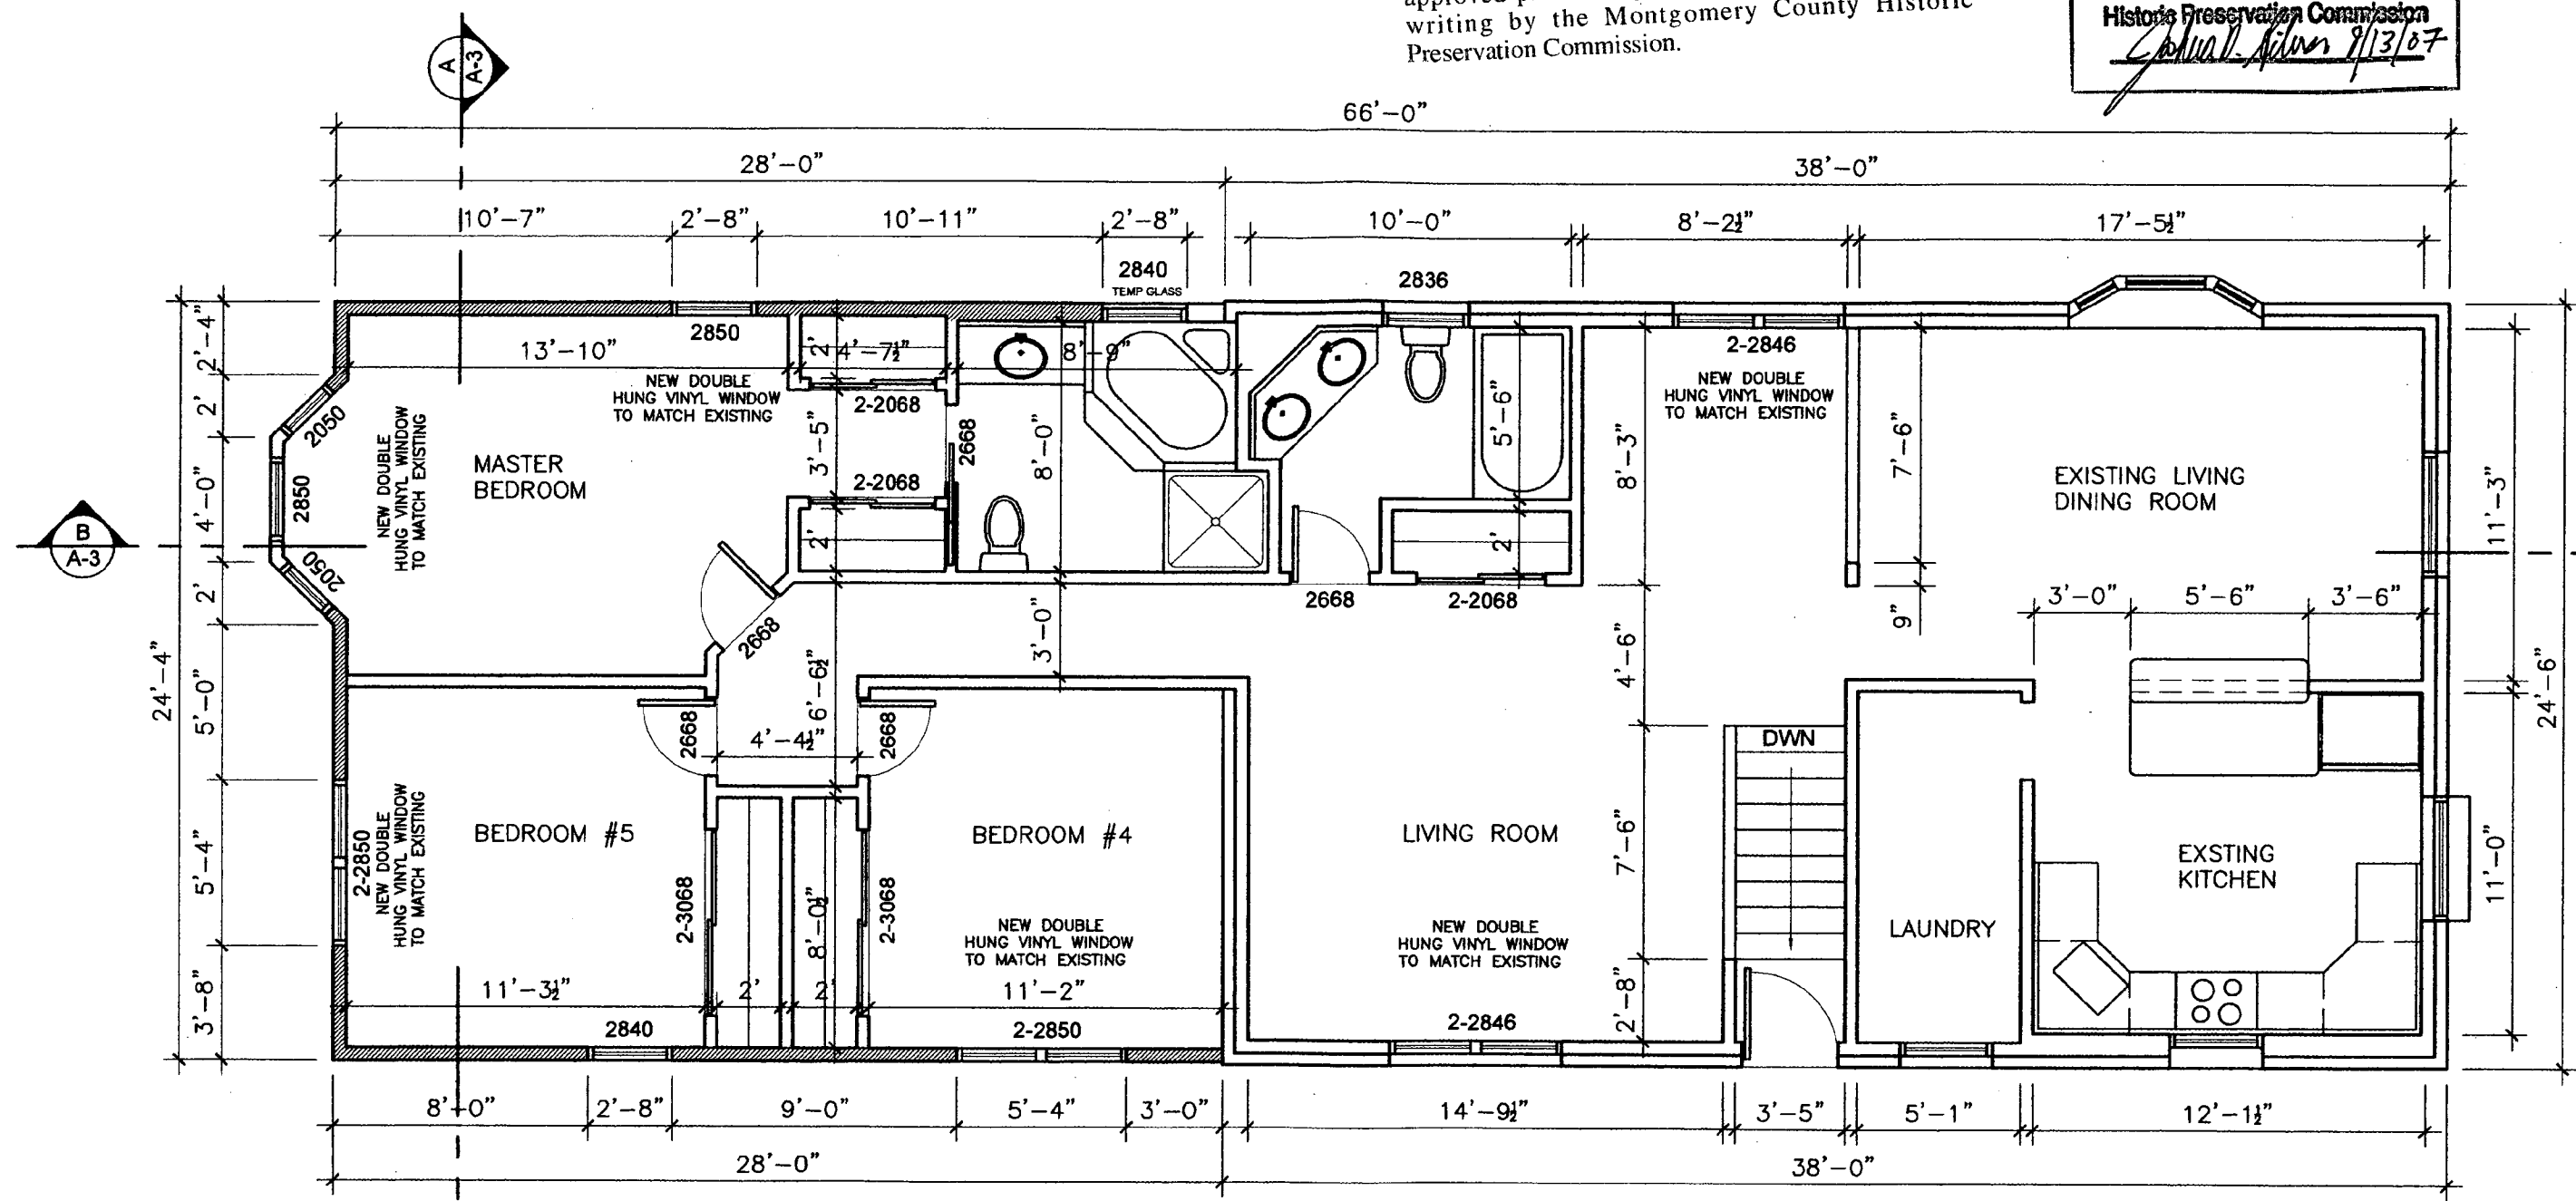 writing by the Montgomery County Historic
Preservation Commission.
Historic Preservation Commission
9/13/07
A
A-3
66'-0"
28'-0"
38'-0"
10'-7"
2'-8"
10'-11"
2'-8"
10'-0"
8'-2½"
17'-5½"
2840
TEMP GLASS
2836
2850
2-2846
2'-4"
2'
4'-0"
2'
5'-0"
5'-4"
3'-8"
24'-4"
13'-10"
2'
4'-7½"
8'-9"
NEW DOUBLE
HUNG VINYL WINDOW
TO MATCH EXISTING
2-2068
3'-5"
2-2068
2'
2668
8'-0"
5'-6"
2'
8'-3"
NEW DOUBLE
HUNG VINYL WINDOW
TO MATCH EXISTING
7'-6"
9"
2050
2850
2050
NEW DOUBLE
HUNG VINYL WINDOW
TO MATCH EXISTING
MASTER
BEDROOM
EXISTING LIVING
DINING ROOM
11'-3"
B
A-3
2668
2668
2-2068
3'-0"
5'-6"
3'-6"
3'-0"
4'-6"
6'-6½"
24'-6"
2668
4'-4½"
2668
DWN
2-2850
NEW DOUBLE
HUNG VINYL WINDOW
TO MATCH EXISTING
BEDROOM #5
BEDROOM #4
LIVING ROOM
7'-6"
EXSTING
KITCHEN
11'-0"
2-3068
8'-0½"
2-3068
NEW DOUBLE
HUNG VINYL WINDOW
TO MATCH EXISTING
NEW DOUBLE
HUNG VINYL WINDOW
TO MATCH EXISTING
LAUNDRY
11'-3½"
2'
2'
11'-2"
2'-8"
2840
2-2850
2-2846
8'-0"
2'-8"
9'-0"
5'-4"
3'-0"
14'-9½"
3'-5"
5'-1"
12'-1½"
28'-0"
38'-0"